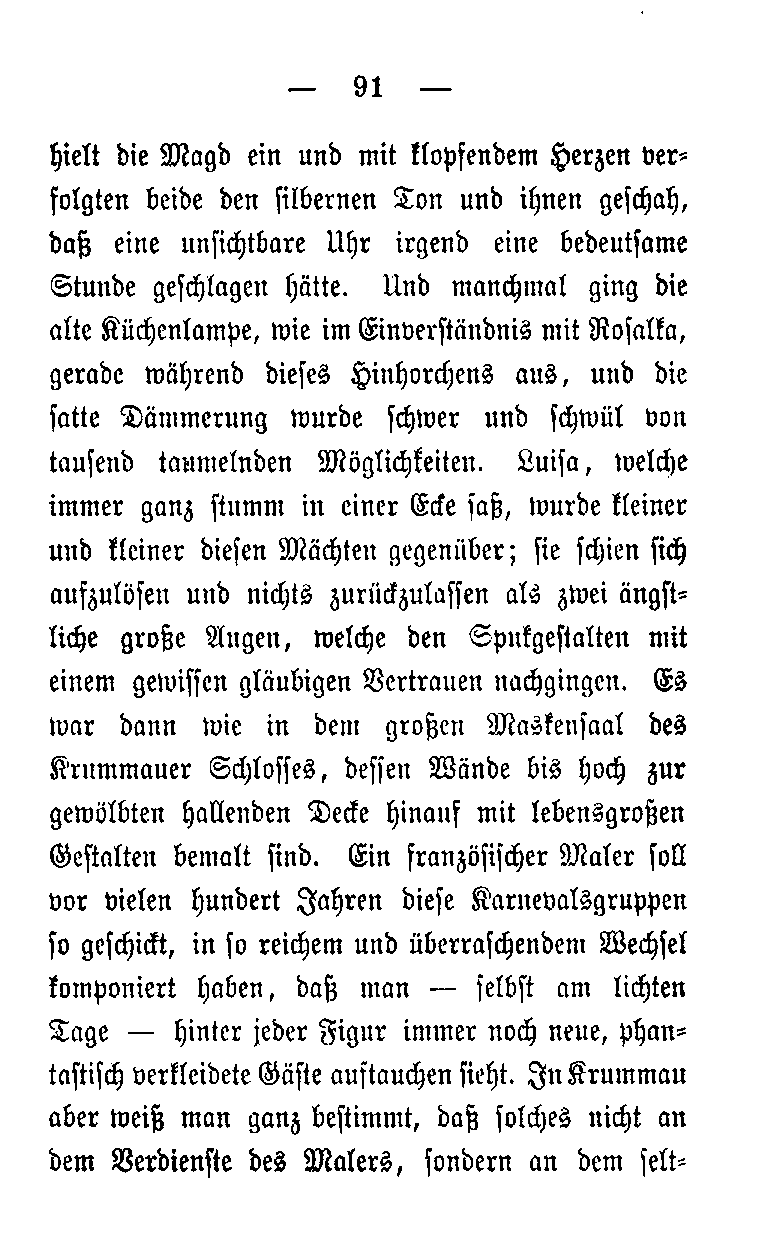 — 91 —
hielt die Magd ein und mit klopfendem Herzen ver-
folgten beide den silbernen Ton und ihnen geschah,
daß eine unsichtbare Uhr irgend eine bedeutsame
Stunde geschlagen hätte. Und manchmal ging die
alte Küchenlampe, wie im Einverständnis mit Rosalka,
gerade während dieses Hinhorchens aus, und die
satte Dämmerung wurde schwer und schwül von
tausend taumelnden Möglichkeiten. Luisa, welche
immer ganz stumm in einer Ecke saß, wurde kleiner
und kleiner diesen Mächten gegenüber; sie schien sich
aufzulösen und nichts zurückzulassen als zwei ängst-
liche große Augen, welche den Spukgestalten mit
einem gewissen gläubigen Vertrauen nachgingen. Es
war dann wie in dem großen Maskensaal des
Krummauer Schlosses, dessen Wände bis hoch zur
gewölbten hallenden Decke hinauf mit lebensgroßen
Gestalten bemalt sind. Ein französischer Maler soll
vor vielen hundert Jahren diese Karnevalsgruppen
so geschickt, in so reichem und überraschendem Wechsel
komponiert haben, daß man — selbst am lichten
Tage — hinter jeder Figur immer noch neue, phan-
tastisch verkleidete Gäste auftauchen sieht. In Krummau
aber weiß man ganz bestimmt, daß solches nicht an
dem Verdienste des Malers, sondern an dem selt-